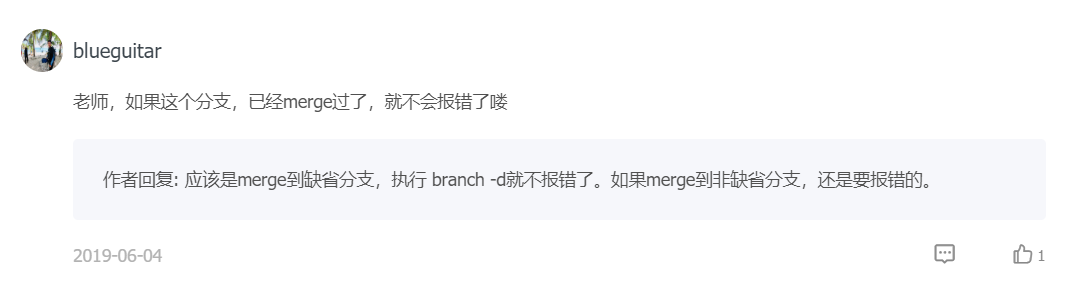 blueguitar
老师，如果这个分支，已经merge过了，就不会报错了喽
作者回复: 应该是merge到缺省分支，执行 branch -d就不报错了。如果merge到非缺省分支，还是要报错的。
2019-06-04
1